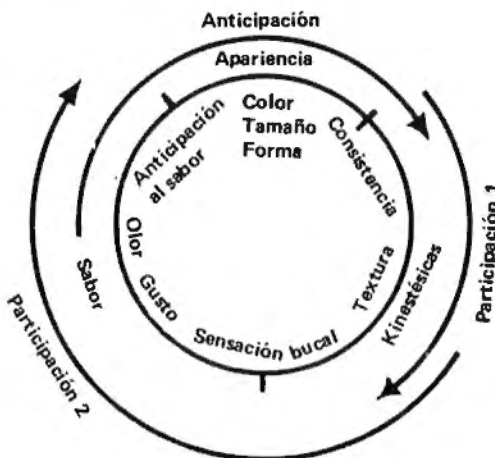 Anticipación
Apariencia
Color
Tamaño
Forma
Anticipación
al sabor
Consistencia
Olor
Gusto
Sabor
Textura
Kinastésicas
Sensación bucal
Participación 1
Participación 2